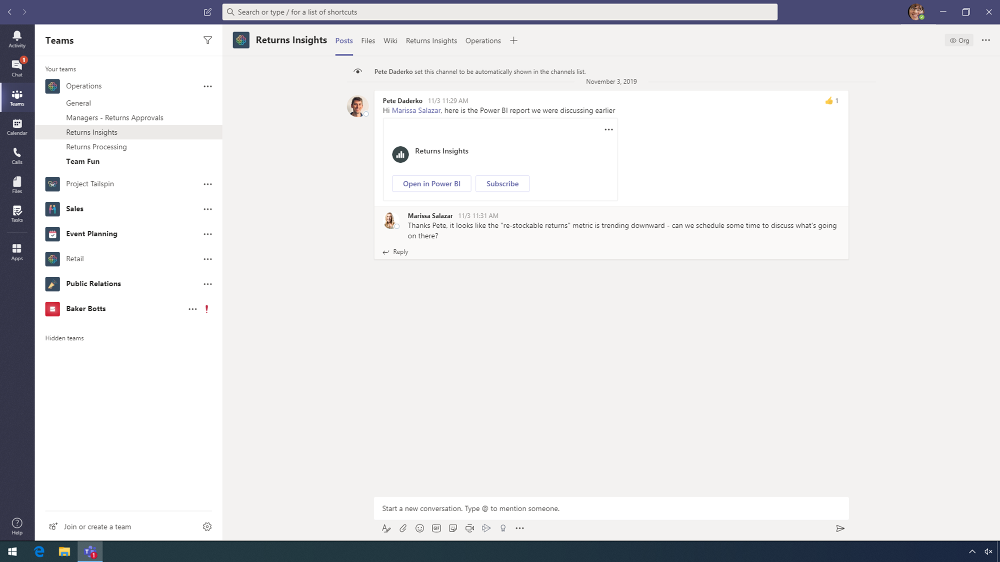 Search or type / for a list of shortcuts
Activity
1
Chat
Teams
Calendar
Calls
Files
Tasks
Apps
Help
Teams
Your teams
Operations
General
Managers - Returns Approvals
Returns Insights
Returns Processing
Team Fun
Project Tailspin
Sales
Event Planning
Retail
Public Relations
Baker Botts
Hidden teams
Join or create a team
Returns Insights Posts Files Wiki Returns Insights Operations
Org
Pete Daderko set this channel to be automatically shown in the channels list.
November 3, 2019
Pete Daderko 11/3 11:29 AM
1
Hi Marissa Salazar, here is the Power BI report we were discussing earlier
Returns Insights
Open in Power BI Subscribe
Marissa Salazar 11/3 11:31 AM
Thanks Pete, it looks like the "re-stockable returns" metric is trending downward - can we schedule some time to discuss what's going
on there?
Reply
Start a new conversation. Type @ to mention someone.
GIF
T 1